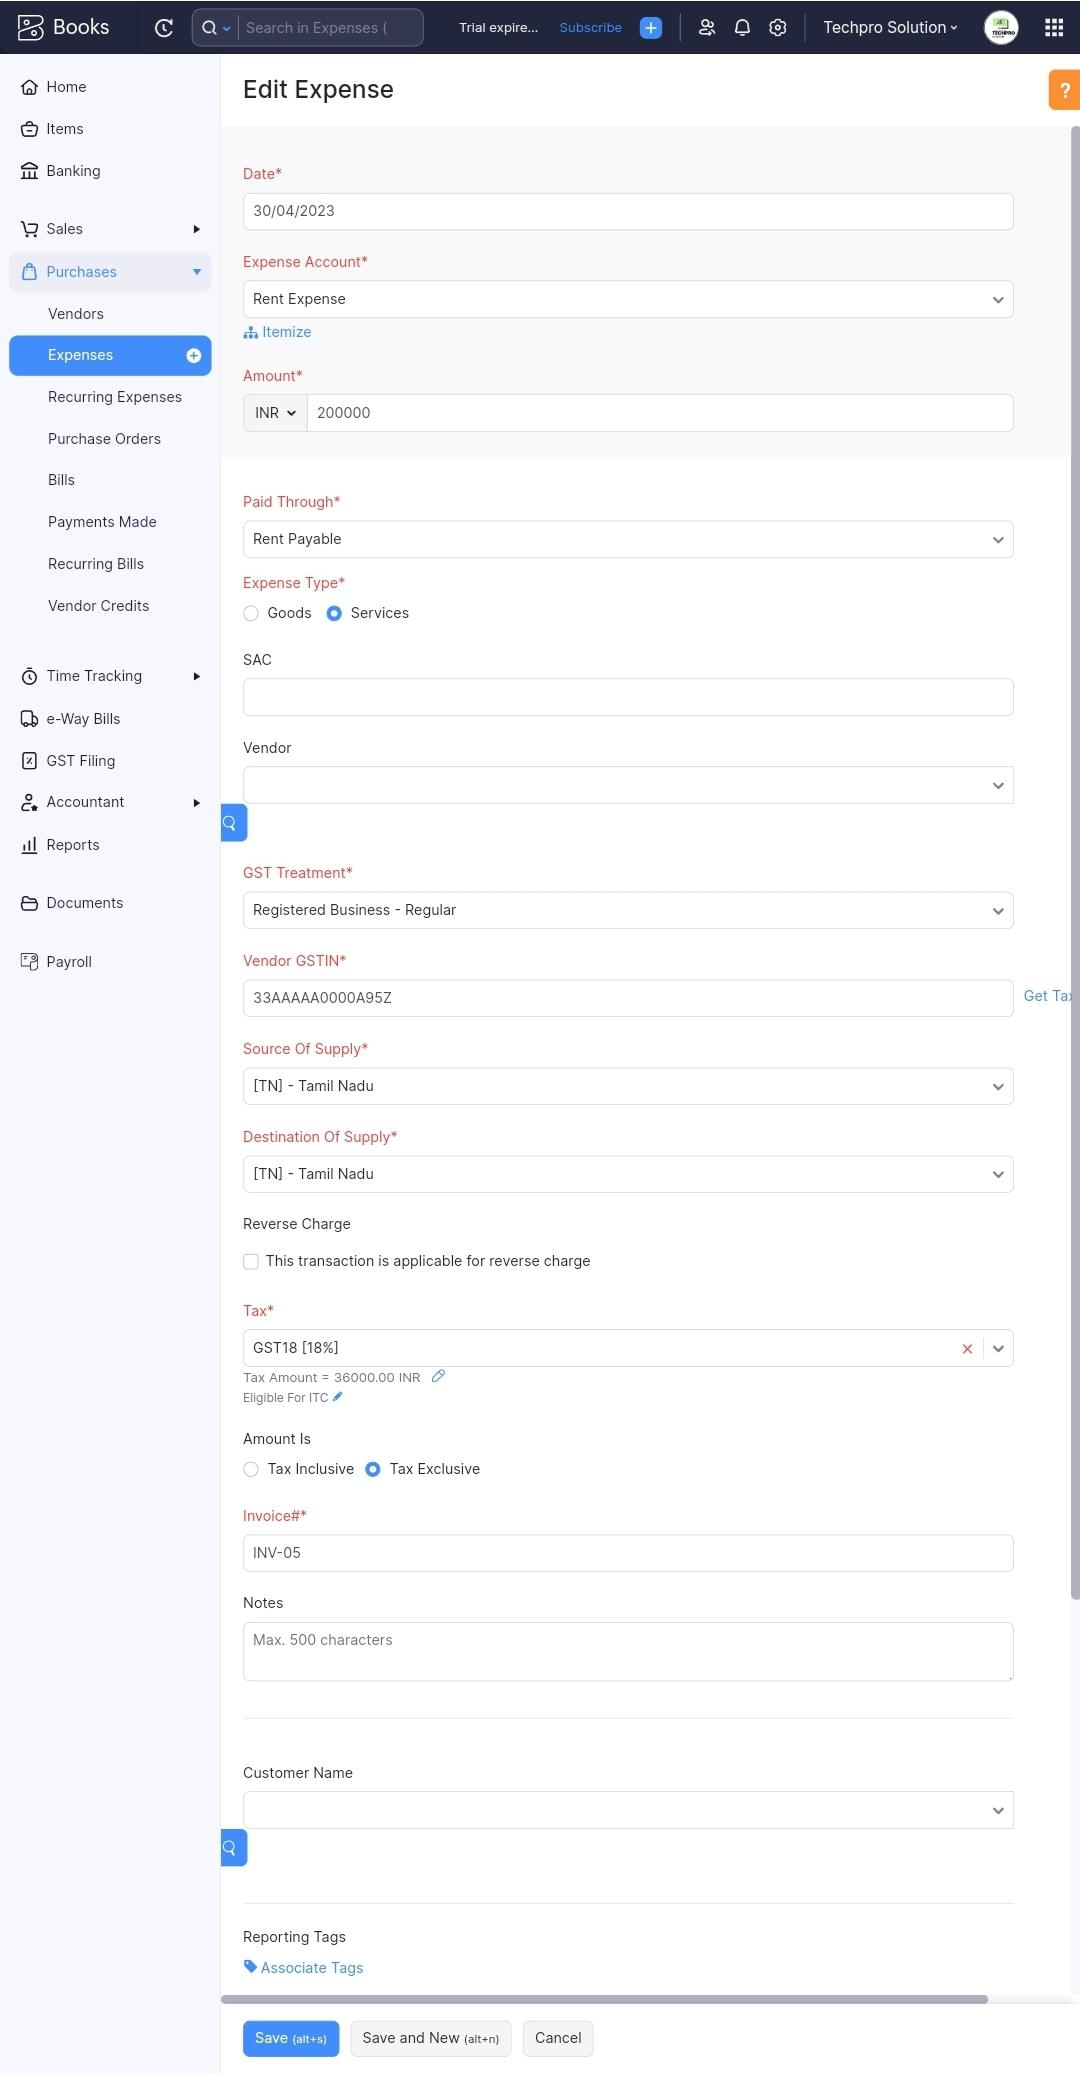 Books
Search in Expenses (
Trial expire...
Subscribe
Techpro Solution
TECHPRO
Home
Items
Banking
Sales
Purchases
Vendors
Expenses
Recurring Expenses
Purchase Orders
Bills
Payments Made
Recurring Bills
Vendor Credits
Time Tracking
e-Way Bills
GST Filing
Accountant
Reports
Documents
Payroll
Edit Expense
?
Date*
30/04/2023
Expense Account*
Rent Expense
Itemize
Amount*
INR 200000
Paid Through*
Rent Payable
Expense Type*
Goods Services
SAC
Vendor
GST Treatment*
Registered Business - Regular
Vendor GSTIN*
33AAAAA0000A95Z
Get Tax
Source Of Supply*
[TN] - Tamil Nadu
Destination Of Supply*
[TN] - Tamil Nadu
Reverse Charge
This transaction is applicable for reverse charge
Tax*
GST18 [18%]
Tax Amount = 36000.00 INR
Eligible For ITC
Amount Is
Tax Inclusive Tax Exclusive
Invoice#*
INV-05
Notes
Max. 500 characters
Customer Name
Reporting Tags
Associate Tags
Save (alt+s) Save and New (alt+n) Cancel